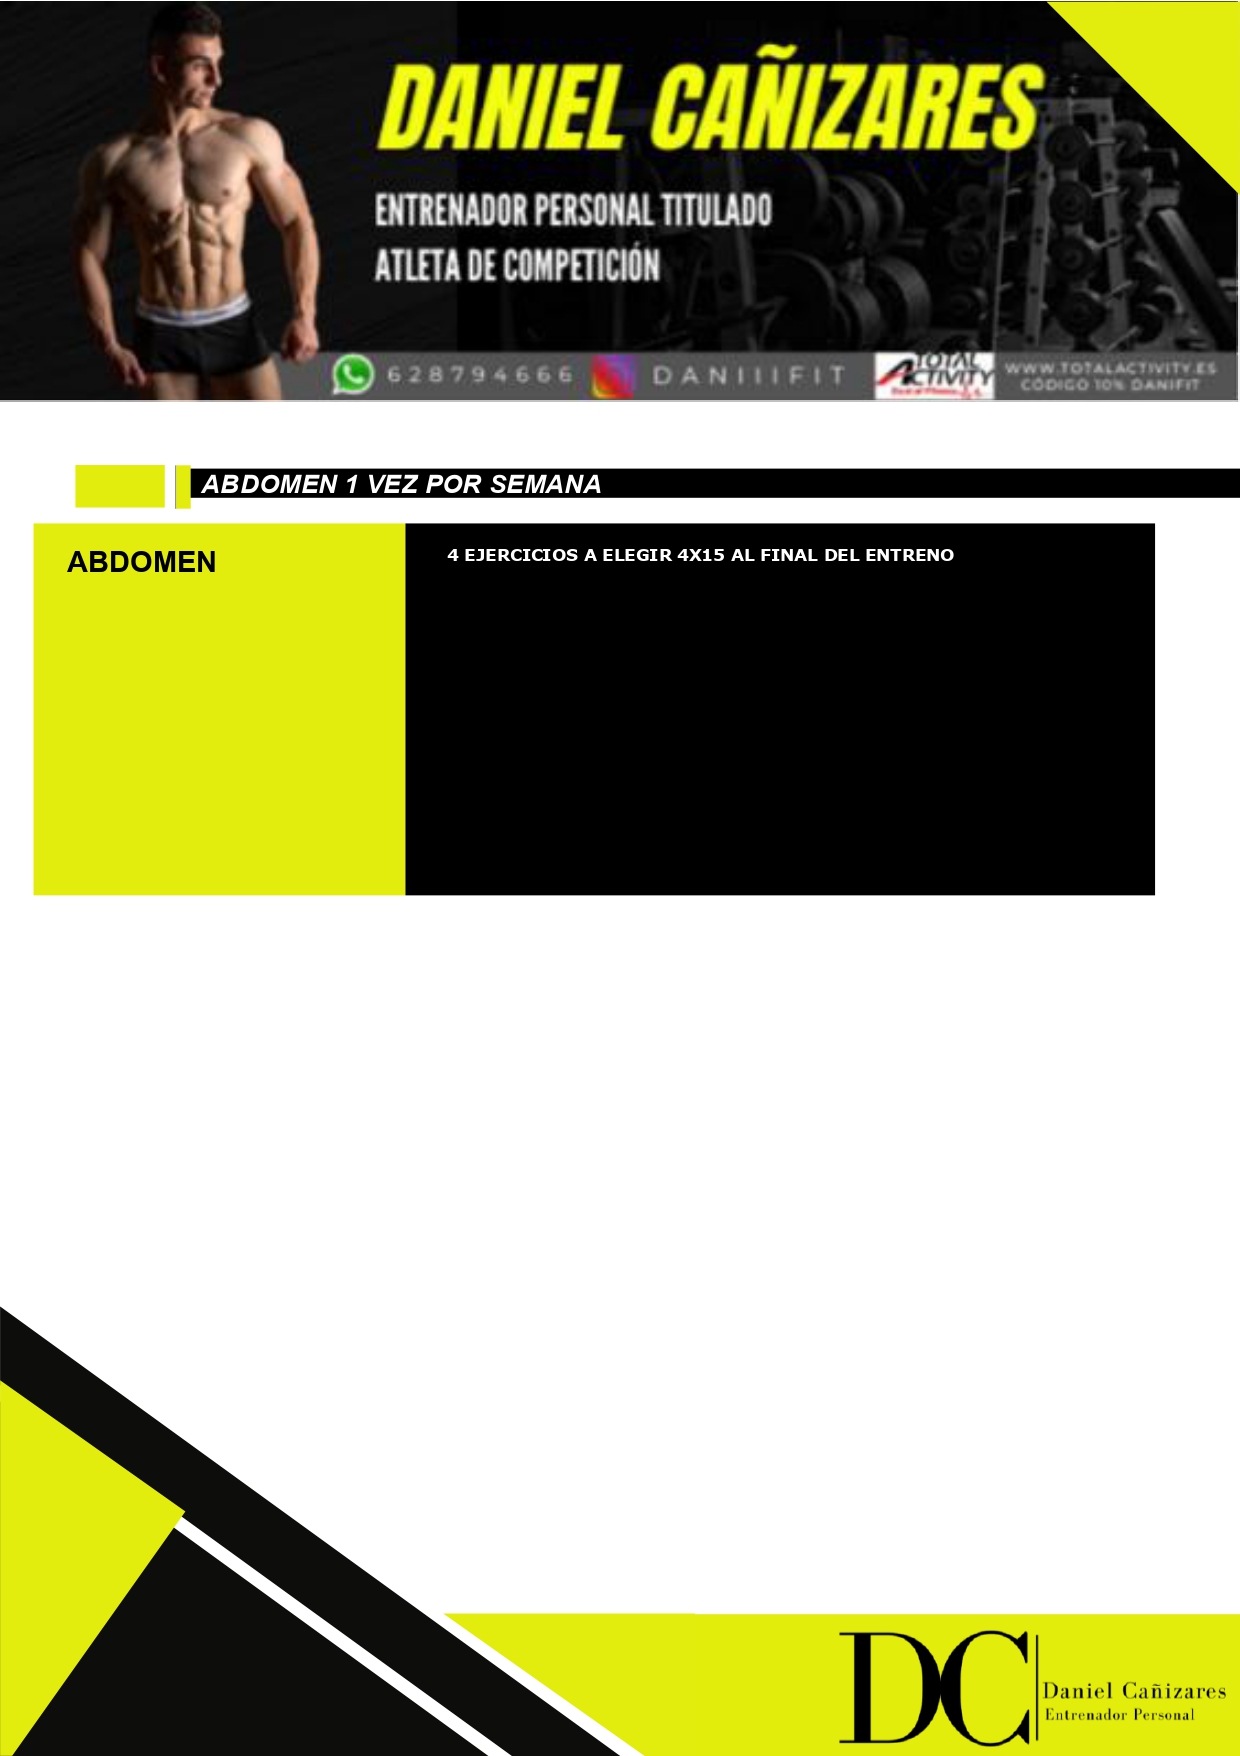 DANIEL CAÑIZARES
ENTRENADOR PERSONAL TITULADO
ATLETA DE COMPETICIÓN
628794666
DANIIIFIT
TOTAL
ACTIVITY
WWW.TOTALACTIVITY.ES
CÓDIGO 10% DANIFIT
ABDOMEN 1 VEZ POR SEMANA
ABDOMEN
4 EJERCICIOS A ELEGIR 4X15 AL FINAL DEL ENTRENO
DC
Daniel Cañizares
Entrenador Personal